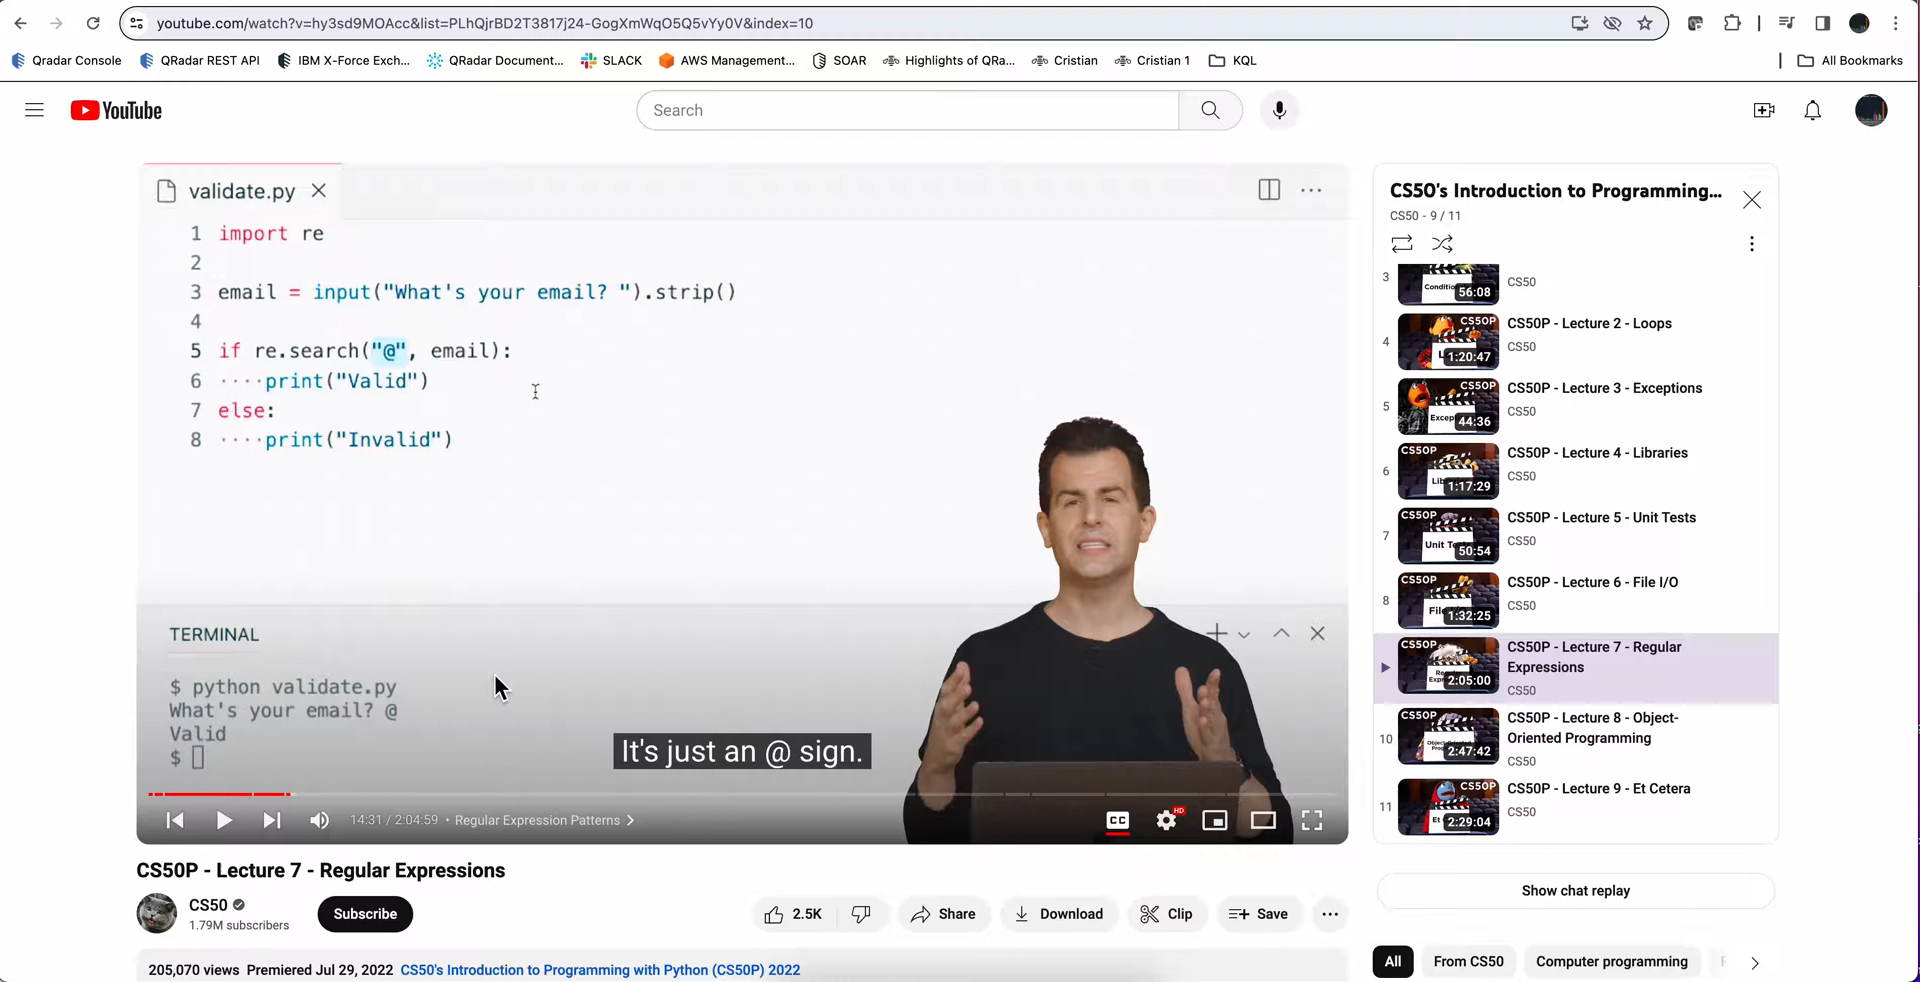 youtube.com/watch?v=hy3sd9MOAcc&list=PLhQjrBD2T3817j24-GogXmWqO5Q5vYy0V&index=10
Qradar Console
QRadar REST API
IBM X-Force Exch...
QRadar Document...
SLACK
AWS Management...
SOAR
Highlights of QRa...
Cristian
Cristian 1
KQL
All Bookmarks
YouTube
Search
validate.py
1 import re
2
3 email = input("What's your email? ").strip()
4
5 if re.search("@", email):
6 ····print("Valid")
7 else:
8 ····print("Invalid")
TERMINAL
$ python validate.py
What's your email? @
Valid
$
It's just an @ sign.
14:31 / 2:04:59 • Regular Expression Patterns
CC
HD
CS50P - Lecture 7 - Regular Expressions
CS50
1.79M subscribers
Subscribe
2.5K
Share
Download
Clip
Save
205,070 views Premiered Jul 29, 2022 CS50's Introduction to Programming with Python (CS50P) 2022
CS50's Introduction to Programming...
CS50 - 9 / 11
3
56:08
CS50
4
CS50P
1:20:47
CS50P - Lecture 2 - Loops
CS50
5
CS50P
44:36
CS50P - Lecture 3 - Exceptions
CS50
6
CS50P
1:17:29
CS50P - Lecture 4 - Libraries
CS50
7
CS50P
50:54
CS50P - Lecture 5 - Unit Tests
CS50
8
CS50P
1:32:25
CS50P - Lecture 6 - File I/O
CS50
CS50P
2:05:00
CS50P - Lecture 7 - Regular
Expressions
CS50
10
CS50P
2:47:42
CS50P - Lecture 8 - Object-
Oriented Programming
CS50
11
CS50P
2:29:04
CS50P - Lecture 9 - Et Cetera
CS50
Show chat replay
All
From CS50
Computer programming